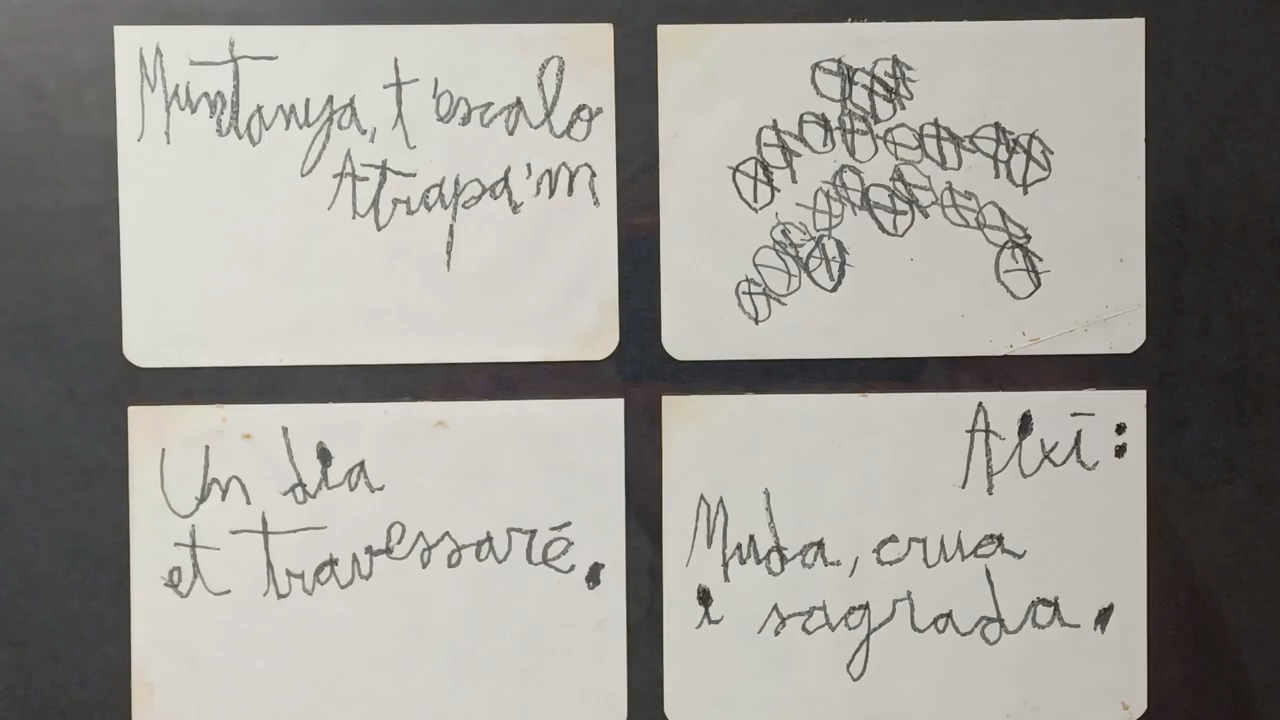 Muntanya, t'escalo
Atrapa'm
Un dia
et travessaré.
Així:
Muda, crua
i sagrada.